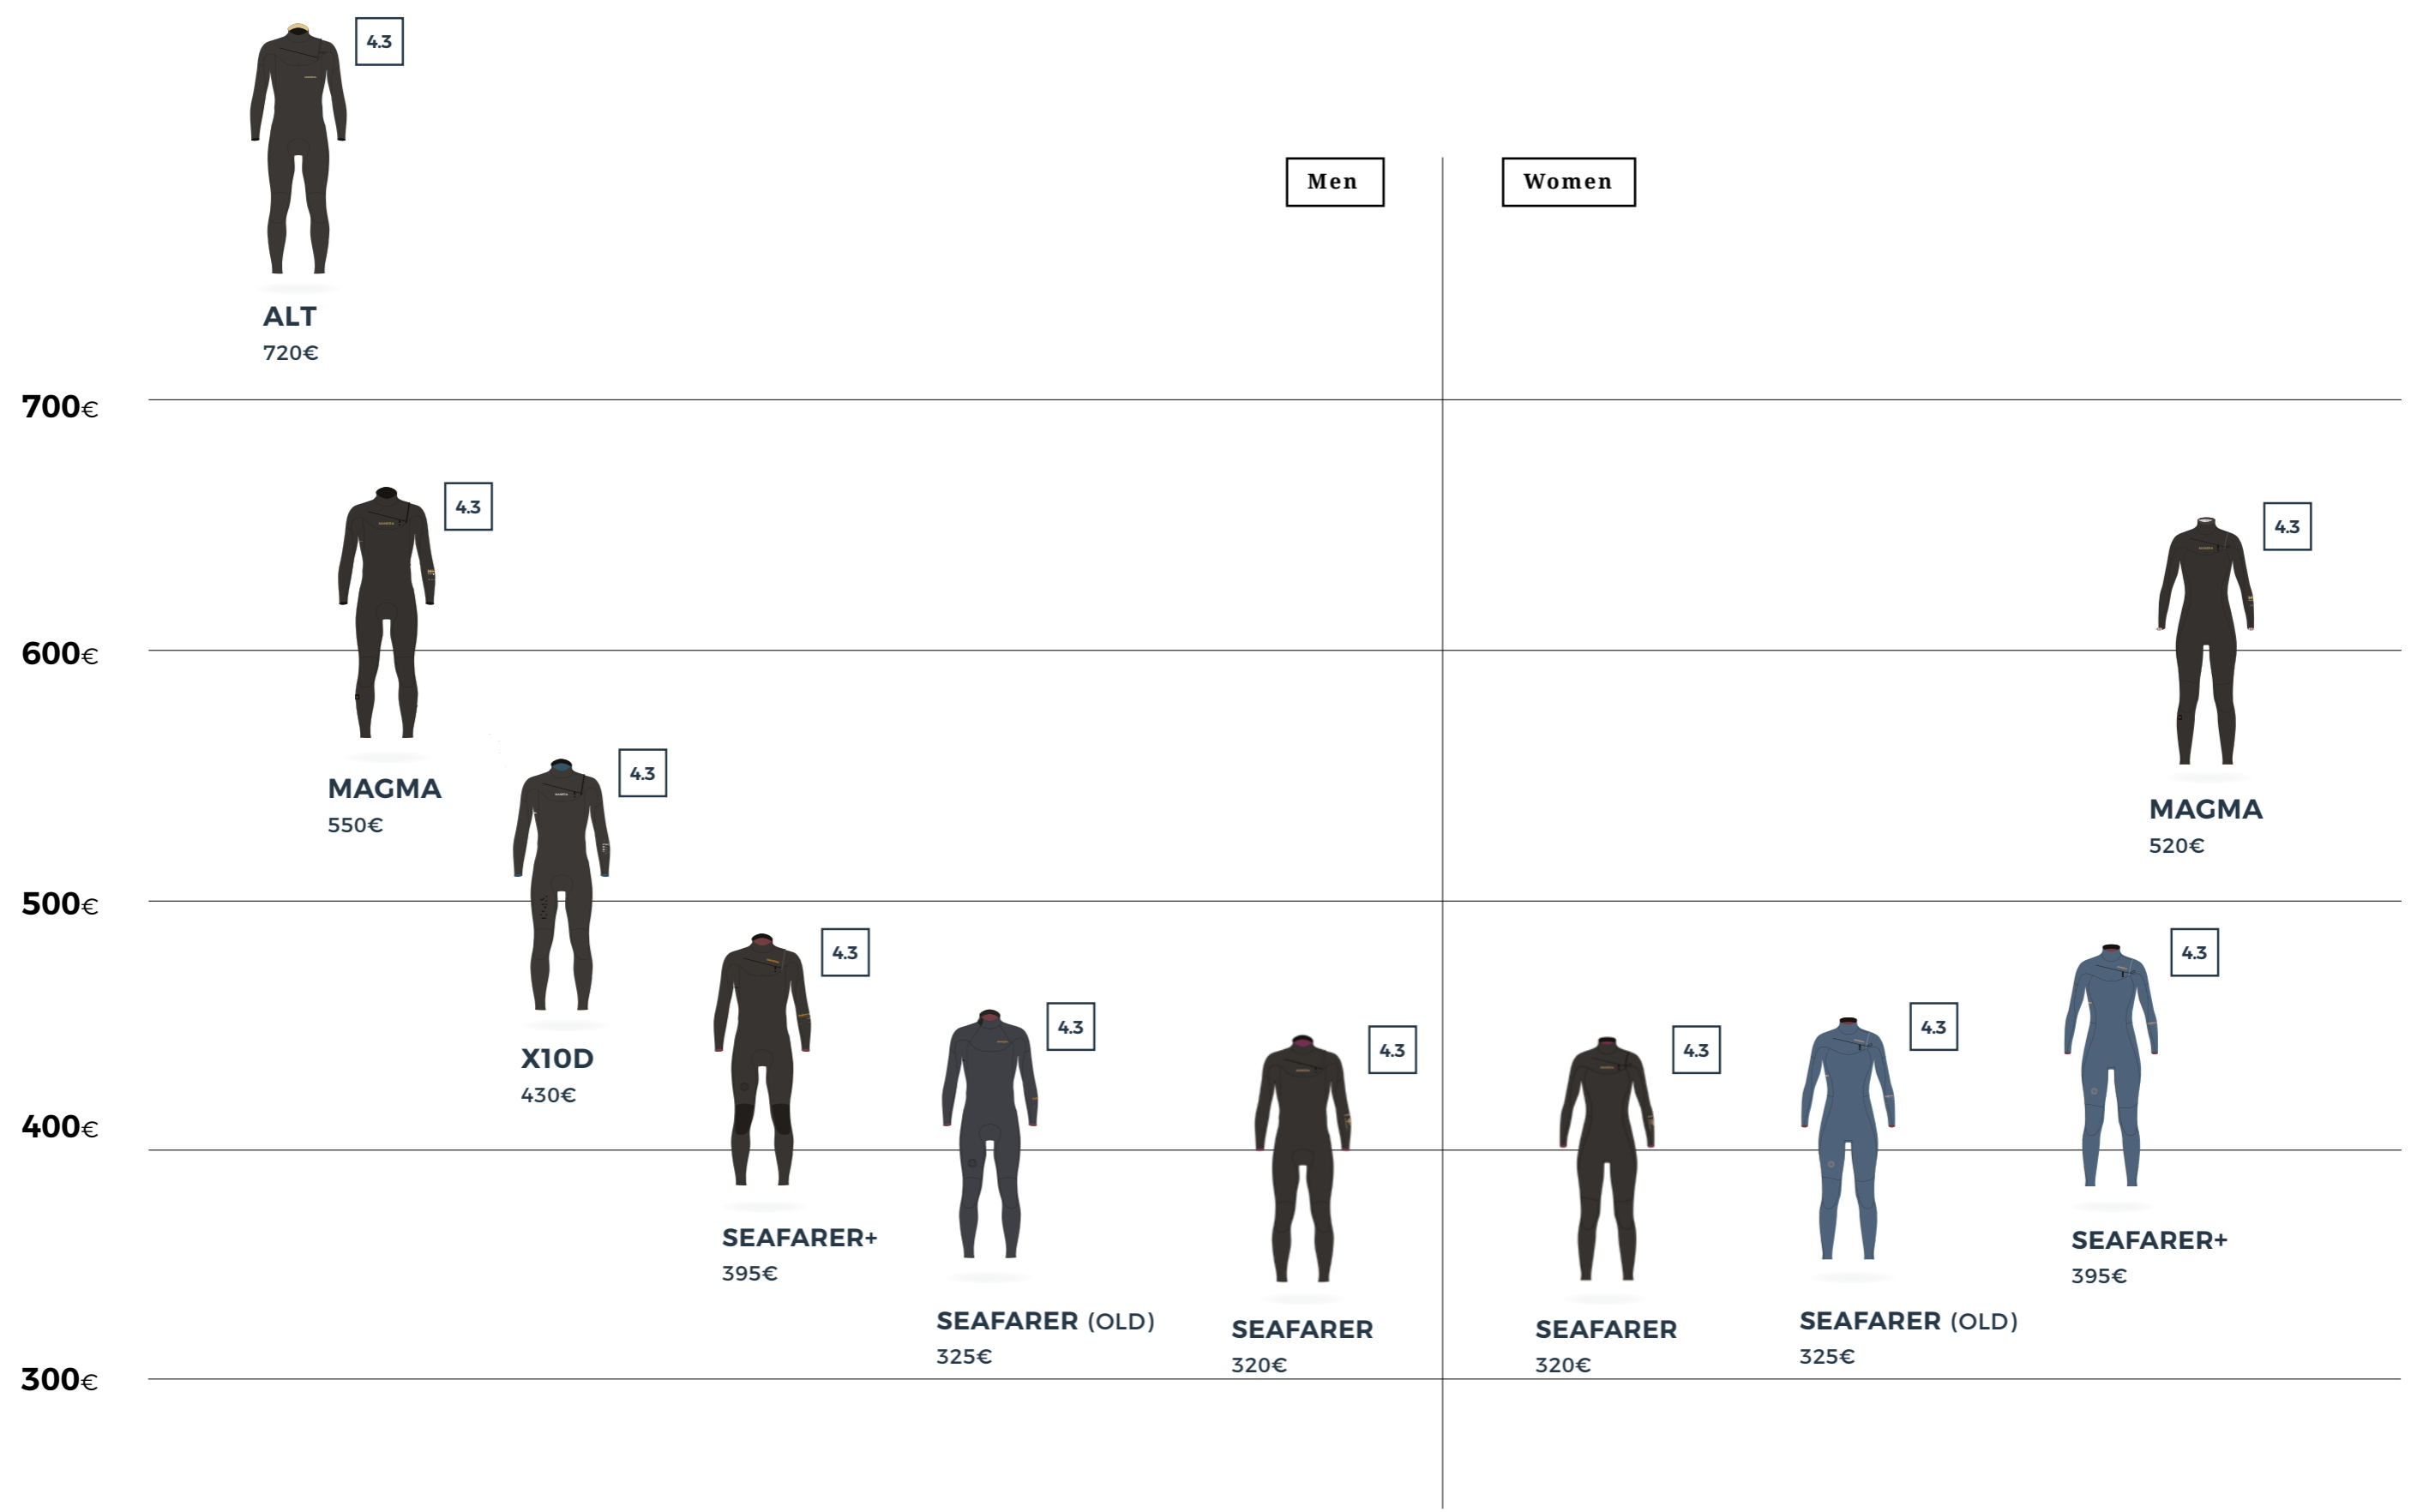 4.3
Men
Women
ALT
720€
700€
4.3
4.3
MAGMA
550€
600€
4.3
MAGMA
520€
X10D
430€
500€
4.3
4.3
SEAFARER+
395€
4.3
4.3
4.3
4.3
SEAFARER+
395€
400€
SEAFARER (OLD)
325€
SEAFARER
320€
SEAFARER
320€
SEAFARER (OLD)
325€
300€